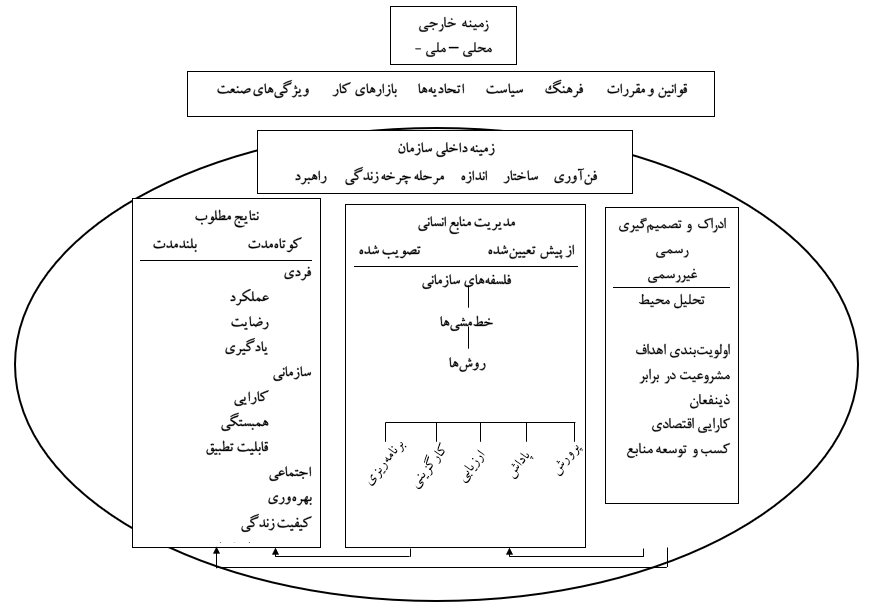 زمینه خارجی
محلی – ملی -
قوانین و مقررات فرهنگ سیاست اتحادیه‌ها بازارهای کار ویژگی‌های صنعت
زمینه داخلی سازمان
فن‌آوری ساختار اندازه مرحله چرخه زندگی راهبرد
ادراک و تصمیم‌گیری
رسمی
غیررسمی
تحلیل محیط
اولویت‌بندی اهداف
مشروعیت در برابر
ذینفعان
کارایی اقتصادی
کسب و توسعه منابع
مدیریت منابع انسانی
از پیش تعیین‌شده تصویب شده
فلسفه‌های سازمانی
خط‌مشی‌ها
روش‌ها
پرورش
پاداش
ارزیابی
کارگزینی
برنامه‌ریزی
نتایج مطلوب
کوتاه‌مدت بلندمدت
فردی
عملکرد
رضایت
یادگیری
سازمانی
کارایی
همبستگی
قابلیت تطبیق
اجتماعی
بهره‌وری
کیفیت زندگی